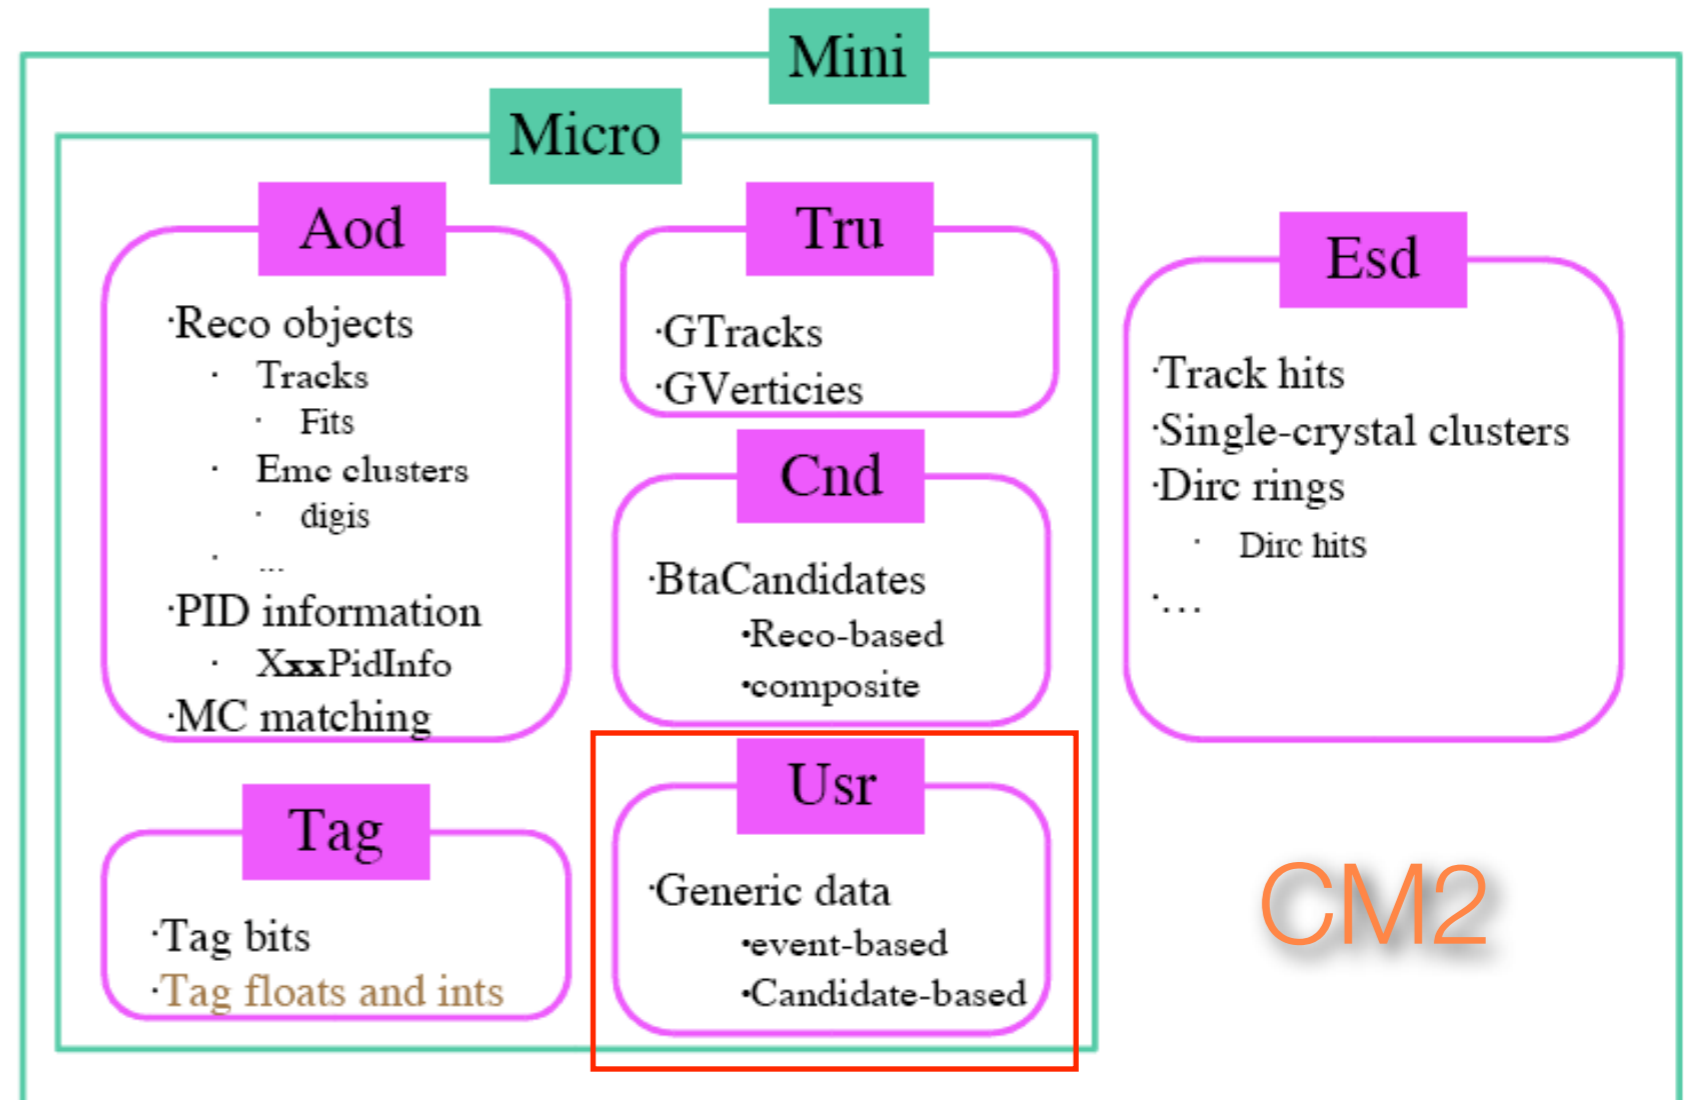 Mini
Micro
Aod
·Reco objects
· Tracks
· Fits
· Emc clusters
· digis
· ...
·PID information
· XxxPidInfo
·MC matching
Tag
·Tag bits
·Tag floats and ints
Tru
·GTracks
·GVerticies
Cnd
·BtaCandidates
•Reco-based
•composite
Usr
·Generic data
•event-based
•Candidate-based
Esd
·Track hits
·Single-crystal clusters
·Dirc rings
· Dirc hits
·…
CM2